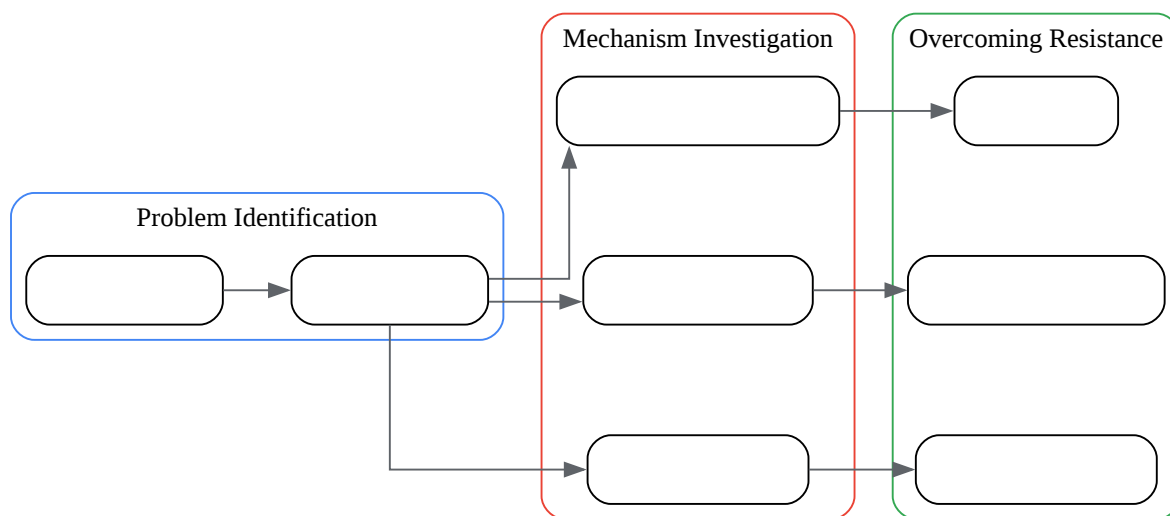 Mechanism Investigation
Overcoming Resistance
Problem Identification